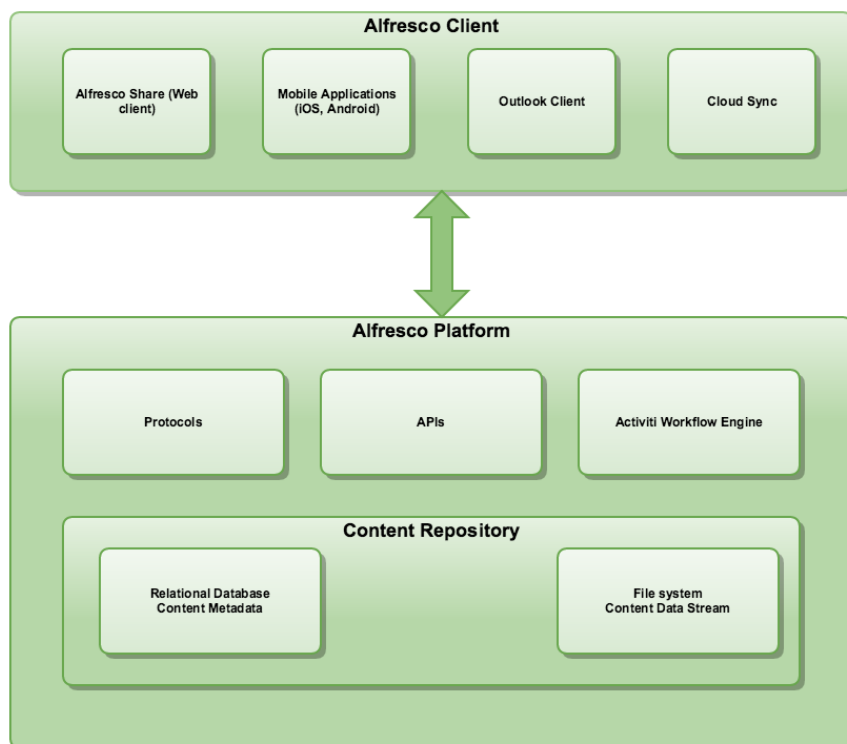 Alfresco Client
Alfresco Share (Web
client)
Mobile Applications
(iOS, Android)
Outlook Client
Cloud Sync
Alfresco Platform
Protocols
APIs
Activiti Workflow Engine
Content Repository
Relational Database
Content Metadata
File system
Content Data Stream